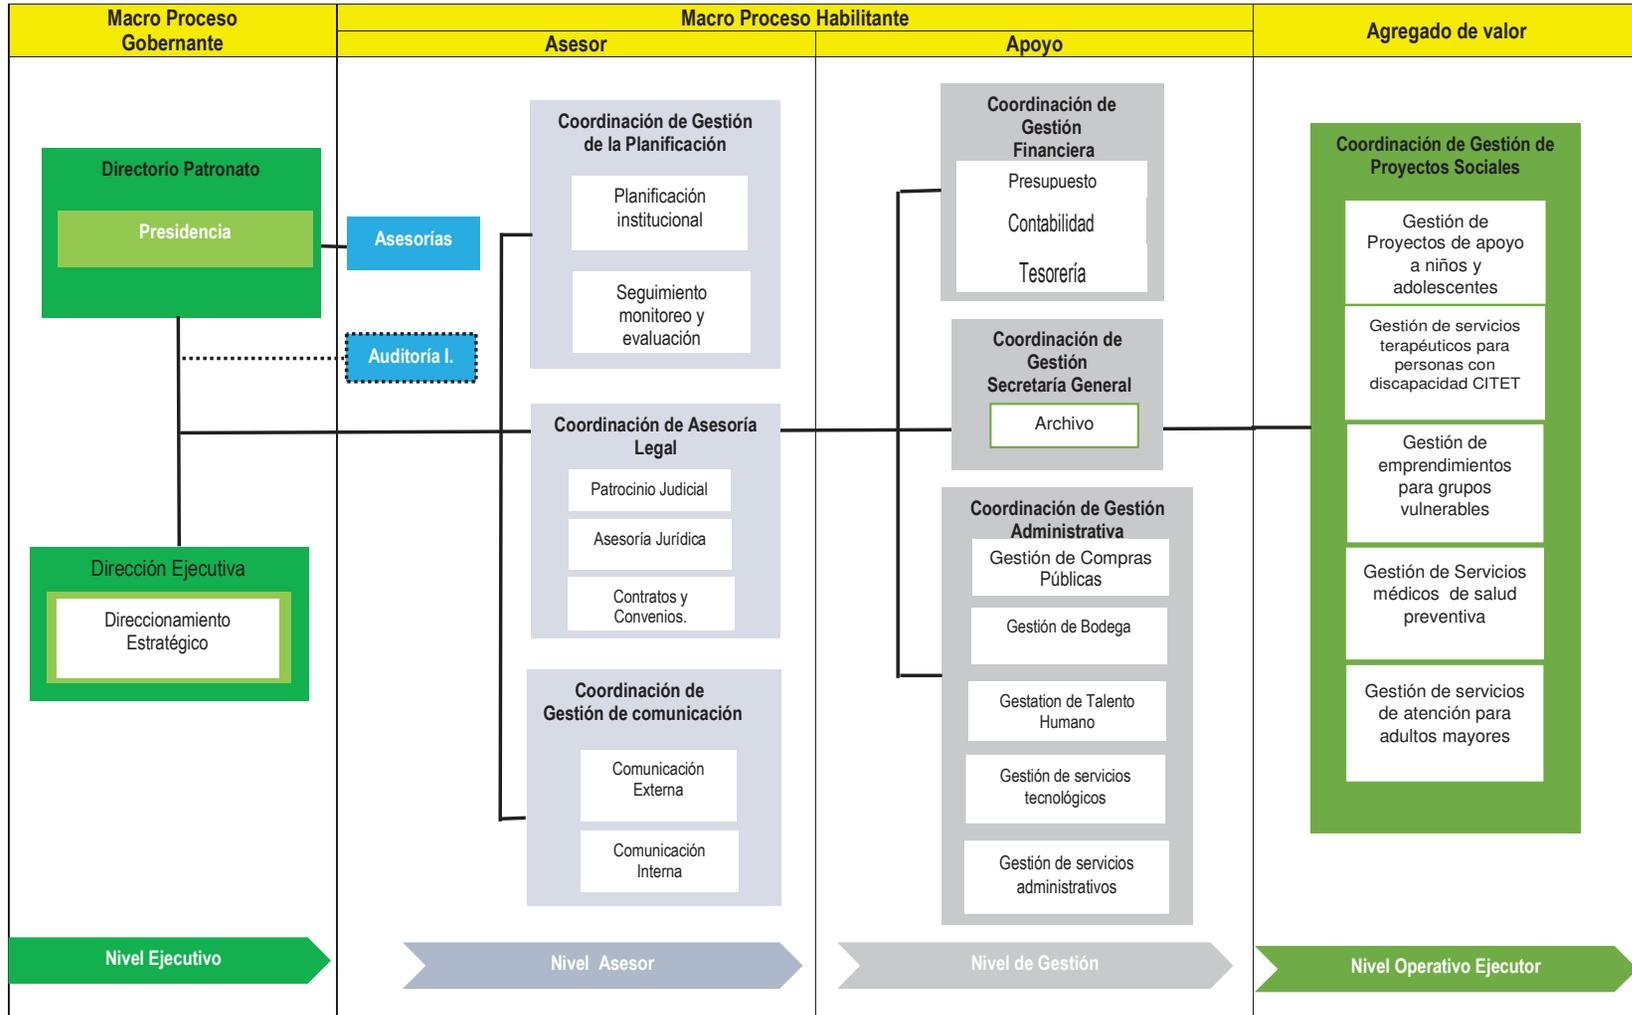 Macro Proceso
Gobernante
Macro Proceso Habilitante
Asesor
Apoyo
Agregado de valor
Directorio Patronato
Presidencia
Asesorías
Auditoría I.
Dirección Ejecutiva
Direccionamiento
Estratégico
Coordinación de Gestión
de la Planificación
Planificación
institucional
Seguimiento
monitoreo y
evaluación
Coordinación de Asesoría
Legal
Patrocinio Judicial
Asesoría Jurídica
Contratos y
Convenios.
Coordinación de
Gestión de comunicación
Comunicación
Externa
Comunicación
Interna
Coordinación de
Gestión
Financiera
Presupuesto
Contabilidad
Tesorería
Coordinación de
Gestión
Secretaría General
Archivo
Coordinación de Gestión
Administrativa
Gestión de Compras
Públicas
Gestión de Bodega
Gestation de Talento
Humano
Gestión de servicios
tecnológicos
Gestión de servicios
administrativos
Coordinación de Gestión de
Proyectos Sociales
Gestión de
Proyectos de apoyo
a niños y
adolescentes
Gestión de servicios
terapéuticos para
personas con
discapacidad CITET
Gestión de
emprendimientos
para grupos
vulnerables
Gestión de Servicios
médicos  de salud
preventiva
Gestión de servicios
de atención para
adultos mayores
Nivel Ejecutivo
Nivel  Asesor
Nivel de Gestión
Nivel Operativo Ejecutor